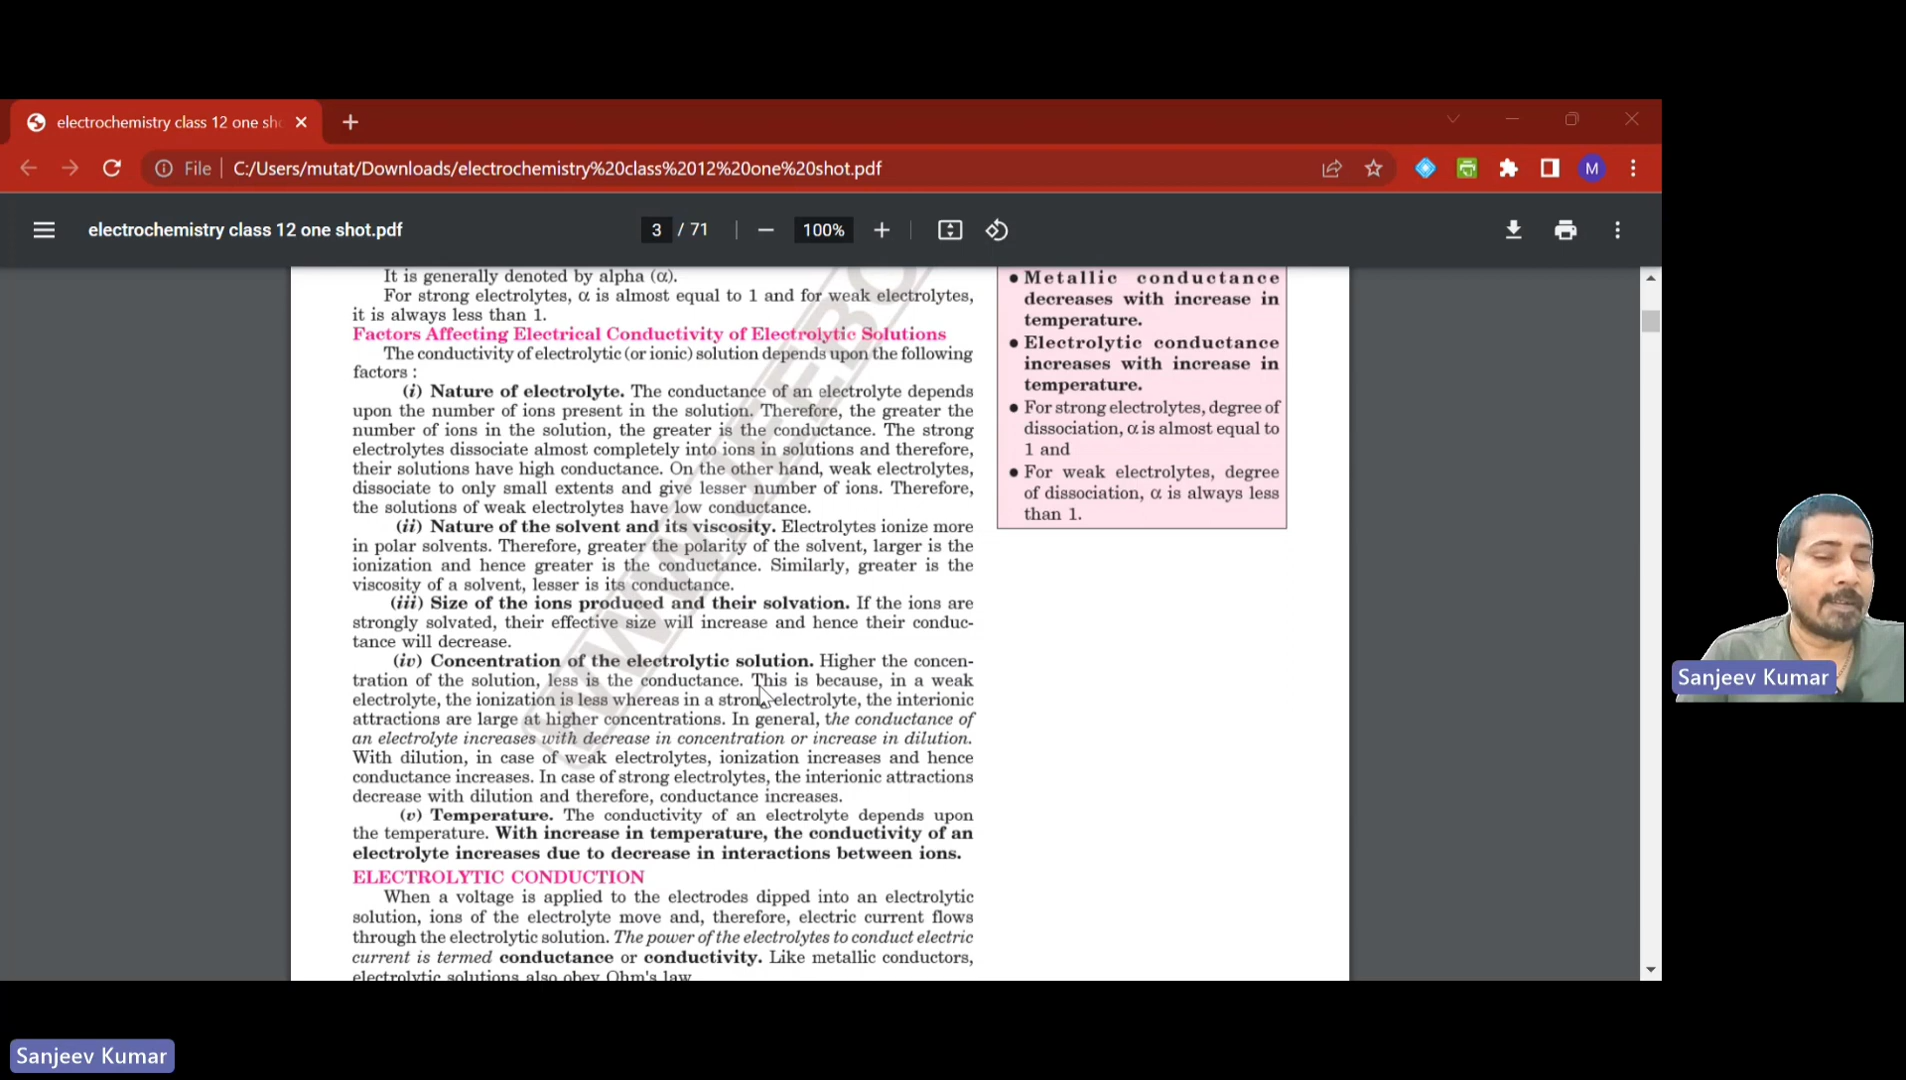 electrochemistry class 12 one sh
File C:/Users/mutat/Downloads/electrochemistry%20class%2012%20one%20shot.pdf
M
electrochemistry class 12 one shot.pdf
3 / 71
100%
It is generally denoted by alpha (α).
For strong electrolytes, α is almost equal to 1 and for weak electrolytes,
it is always less than 1.
Factors Affecting Electrical Conductivity of Electrolytic Solutions
The conductivity of electrolytic (or ionic) solution depends upon the following
factors :
(i) Nature of electrolyte. The conductance of an electrolyte depends
upon the number of ions present in the solution. Therefore, the greater the
number of ions in the solution, the greater is the conductance. The strong
electrolytes dissociate almost completely into ions in solutions and therefore,
their solutions have high conductance. On the other hand, weak electrolytes,
dissociate to only small extents and give lesser number of ions. Therefore,
the solutions of weak electrolytes have low conductance.
(ii) Nature of the solvent and its viscosity. Electrolytes ionize more
in polar solvents. Therefore, greater the polarity of the solvent, larger is the
ionization and hence greater is the conductance. Similarly, greater is the
viscosity of a solvent, lesser is its conductance.
(iii) Size of the ions produced and their solvation. If the ions are
strongly solvated, their effective size will increase and hence their conduc-
tance will decrease.
(iv) Concentration of the electrolytic solution. Higher the concen-
tration of the solution, less is the conductance. This is because, in a weak
electrolyte, the ionization is less whereas in a strong electrolyte, the interionic
attractions are large at higher concentrations. In general, the conductance of
an electrolyte increases with decrease in concentration or increase in dilution.
With dilution, in case of weak electrolytes, ionization increases and hence
conductance increases. In case of strong electrolytes, the interionic attractions
decrease with dilution and therefore, conductance increases.
(v) Temperature. The conductivity of an electrolyte depends upon
the temperature. With increase in temperature, the conductivity of an
electrolyte increases due to decrease in interactions between ions.
ELECTROLYTIC CONDUCTION
When a voltage is applied to the electrodes dipped into an electrolytic
solution, ions of the electrolyte move and, therefore, electric current flows
through the electrolytic solution. The power of the electrolytes to conduct electric
current is termed conductance or conductivity. Like metallic conductors,
electrolytic solutions also obey Ohm's law
• Metallic conductance
decreases with increase in
temperature.
• Electrolytic conductance
increases with increase in
temperature.
• For strong electrolytes, degree of
dissociation, α is almost equal to
1 and
• For weak electrolytes, degree
of dissociation, α is always less
than 1.
WWW.JEEBO
Sanjeev Kumar
Sanjeev Kumar